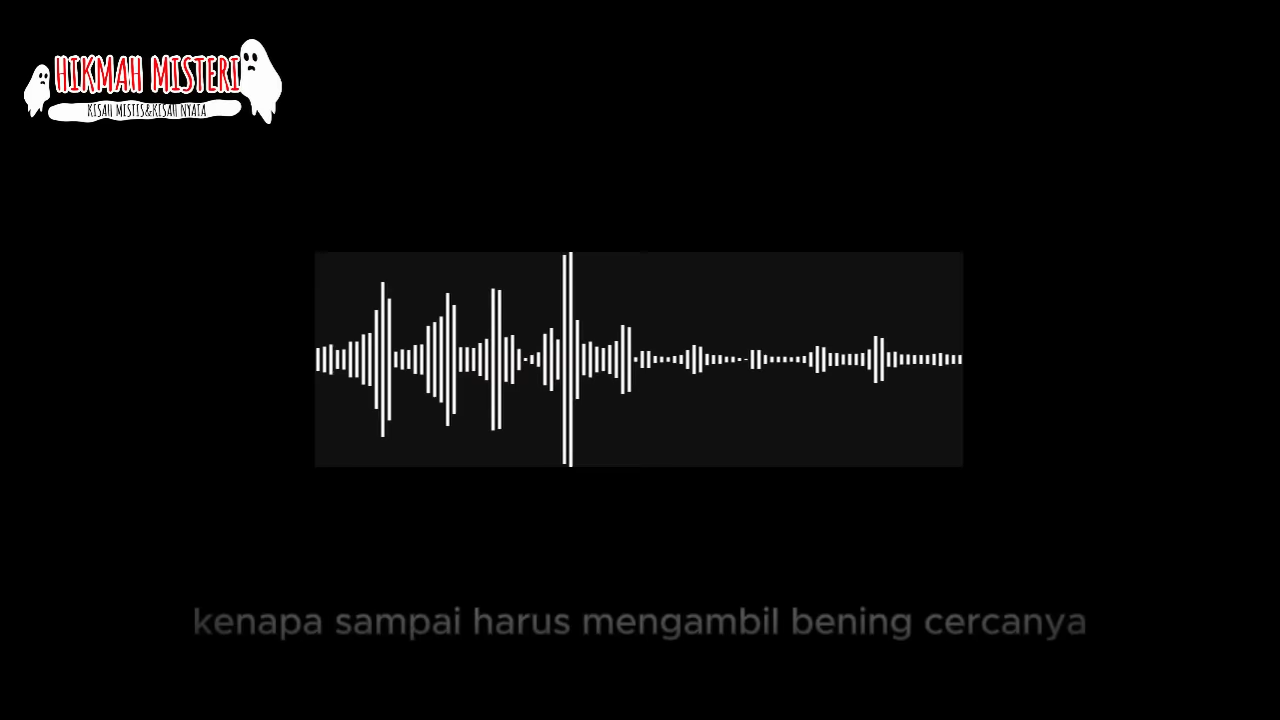 HIKMAH MISTERI
KISAH MISTIS&KISAH NYATA
kenapa sampai harus mengambil bening cercanya